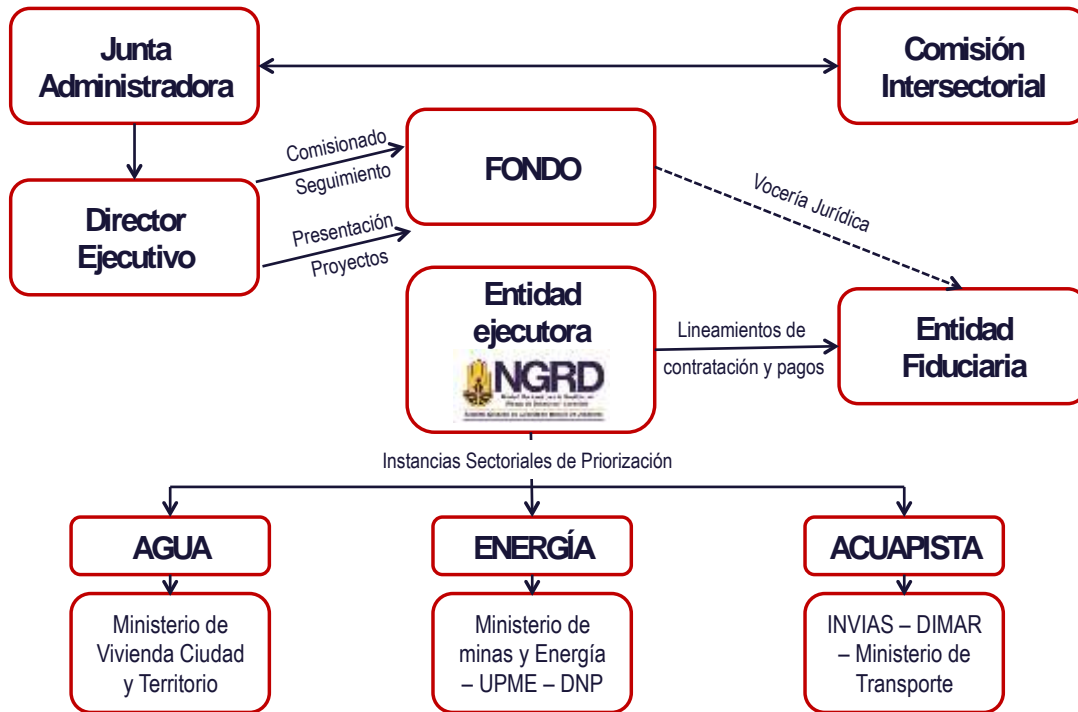 Junta
Administradora
Comisión
Intersectorial
Comisionado
Seguimiento
FONDO
Vocería Jurídica
Director
Ejecutivo
Presentación
Proyectos
Entidad
ejecutora
NGRD
Lineamientos de
contratación y pagos
Entidad
Fiduciaria
Instancias Sectoriales de Priorización
AGUA
ENERGÍA
ACUAPISTA
Ministerio de
Vivienda Ciudad
y Territorio
Ministerio de
minas y Energía
– UPME – DNP
INVIAS – DIMAR
– Ministerio de
Transporte